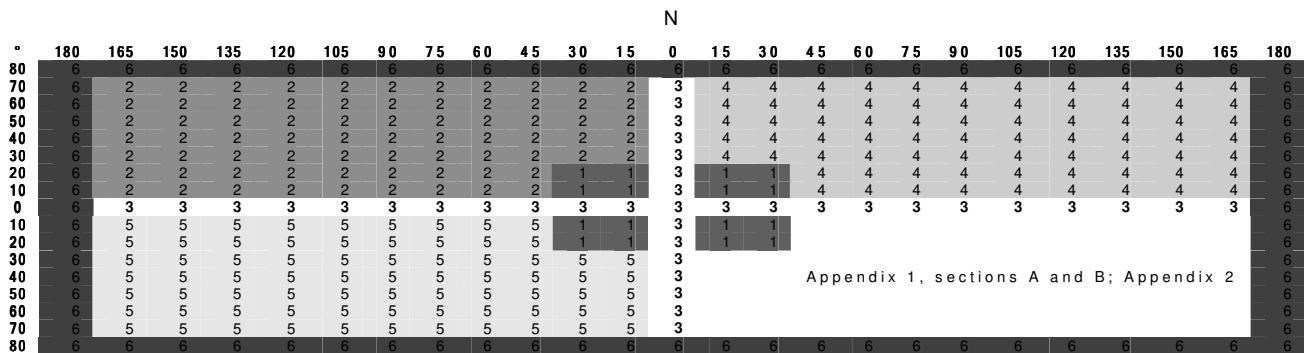 N
° 180 165 150 135 120 105 90 75 60 45 30 15 0 15 30 45 60 75 90 105 120 135 150 165 180
80 6 6 6 6 6 6 6 6 6 6 6 6 6 6 6 6 6 6 6 6 6 6 6 6 6
70 6 2 2 2 2 2 2 2 2 2 2 2 3 4 4 4 4 4 4 4 4 4 4 4 6
60 6 2 2 2 2 2 2 2 2 2 2 2 3 4 4 4 4 4 4 4 4 4 4 4 6
50 6 2 2 2 2 2 2 2 2 2 2 2 3 4 4 4 4 4 4 4 4 4 4 4 6
40 6 2 2 2 2 2 2 2 2 2 2 2 3 4 4 4 4 4 4 4 4 4 4 4 6
30 6 2 2 2 2 2 2 2 2 2 2 2 3 4 4 4 4 4 4 4 4 4 4 4 6
20 6 2 2 2 2 2 2 2 2 2 1 1 3 1 1 4 4 4 4 4 4 4 4 4 6
10 6 2 2 2 2 2 2 2 2 2 1 1 3 1 1 4 4 4 4 4 4 4 4 4 6
0 6 3 3 3 3 3 3 3 3 3 3 3 3 3 3 3 3 3 3 3 3 3 3 3 6
10 6 5 5 5 5 5 5 5 5 5 1 1 3 1 1 6
20 6 5 5 5 5 5 5 5 5 5 1 1 3 1 1 6
30 6 5 5 5 5 5 5 5 5 5 5 5 3 6
40 6 5 5 5 5 5 5 5 5 5 5 5 3 Appendix 1, sections A and B; Appendix 2 6
50 6 5 5 5 5 5 5 5 5 5 5 5 3 6
60 6 5 5 5 5 5 5 5 5 5 5 5 3 6
70 6 5 5 5 5 5 5 5 5 5 5 5 3 6
80 6 6 6 6 6 6 6 6 6 6 6 6 6 6 6 6 6 6 6 6 6 6 6 6 6